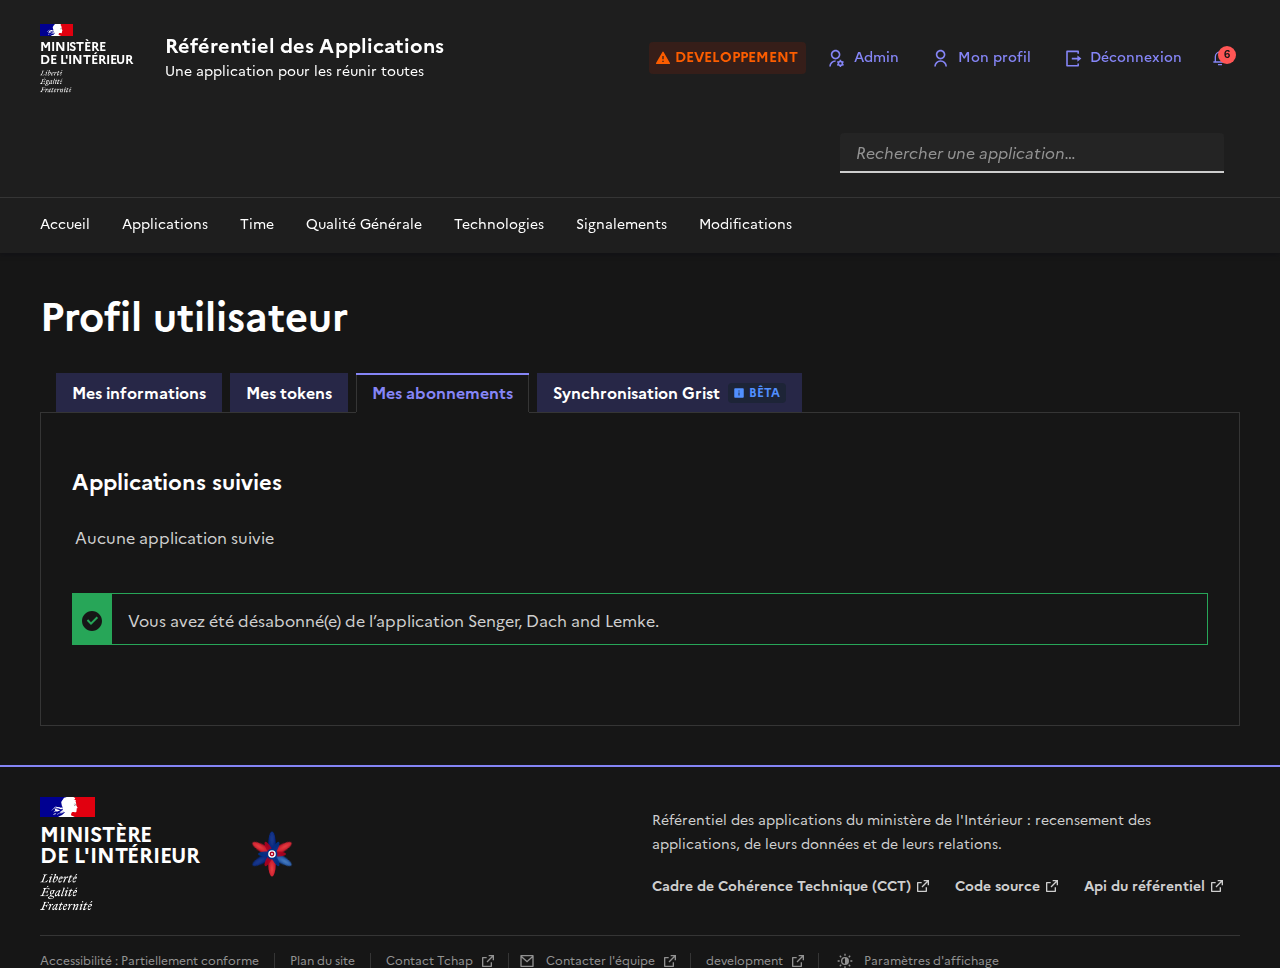 MINISTÈRE
DE L'INTÉRIEUR
Liberté
Égalité
Fraternité
Référentiel des Applications
Une application pour les réunir toutes
DEVELOPPEMENT
Admin
Mon profil
Déconnexion
6
Rechercher une application…
Accueil Applications Time Qualité Générale Technologies Signalements Modifications
Profil utilisateur
Mes informations Mes tokens Mes abonnements Synchronisation Grist BÊTA
Applications suivies
Aucune application suivie
Vous avez été désabonné(e) de l’application Senger, Dach and Lemke.
MINISTÈRE
DE L'INTÉRIEUR
Liberté
Égalité
Fraternité
Référentiel des applications du ministère de l'Intérieur : recensement des
applications, de leurs données et de leurs relations.
Cadre de Cohérence Technique (CCT) Code source Api du référentiel
Accessibilité : Partiellement conforme Plan du site Contact Tchap Contacter l'équipe development Paramètres d'affichage